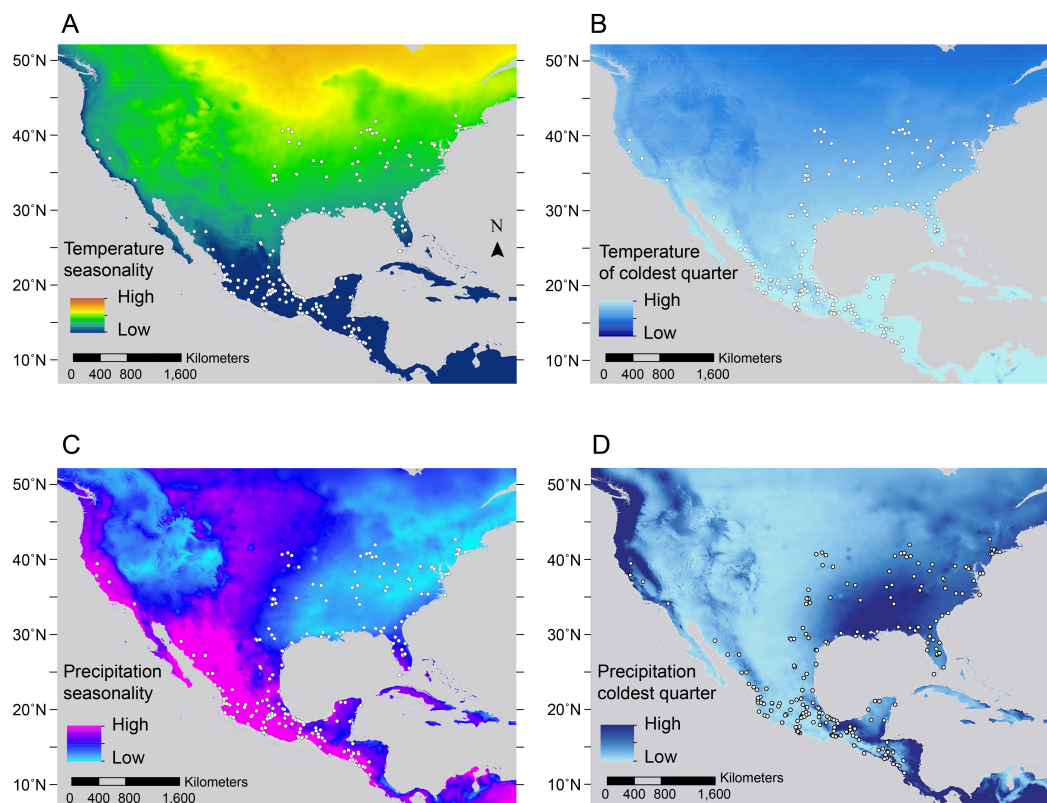 A
50˚N
40˚N
30˚N
20˚N
10˚N
N
Temperature
seasonality
High
Low
Kilometers
0 400 800 1,600
B
50˚N
40˚N
30˚N
20˚N
10˚N
Temperature
of coldest quarter
High
Low
Kilometers
0 400 800 1,600
C
50˚N
40˚N
30˚N
20˚N
10˚N
Precipitation
seasonality
High
Low
Kilometers
0 400 800 1,600
D
50˚N
40˚N
30˚N
20˚N
10˚N
Precipitation
coldest quarter
High
Low
Kilometers
0 400 800 1,600